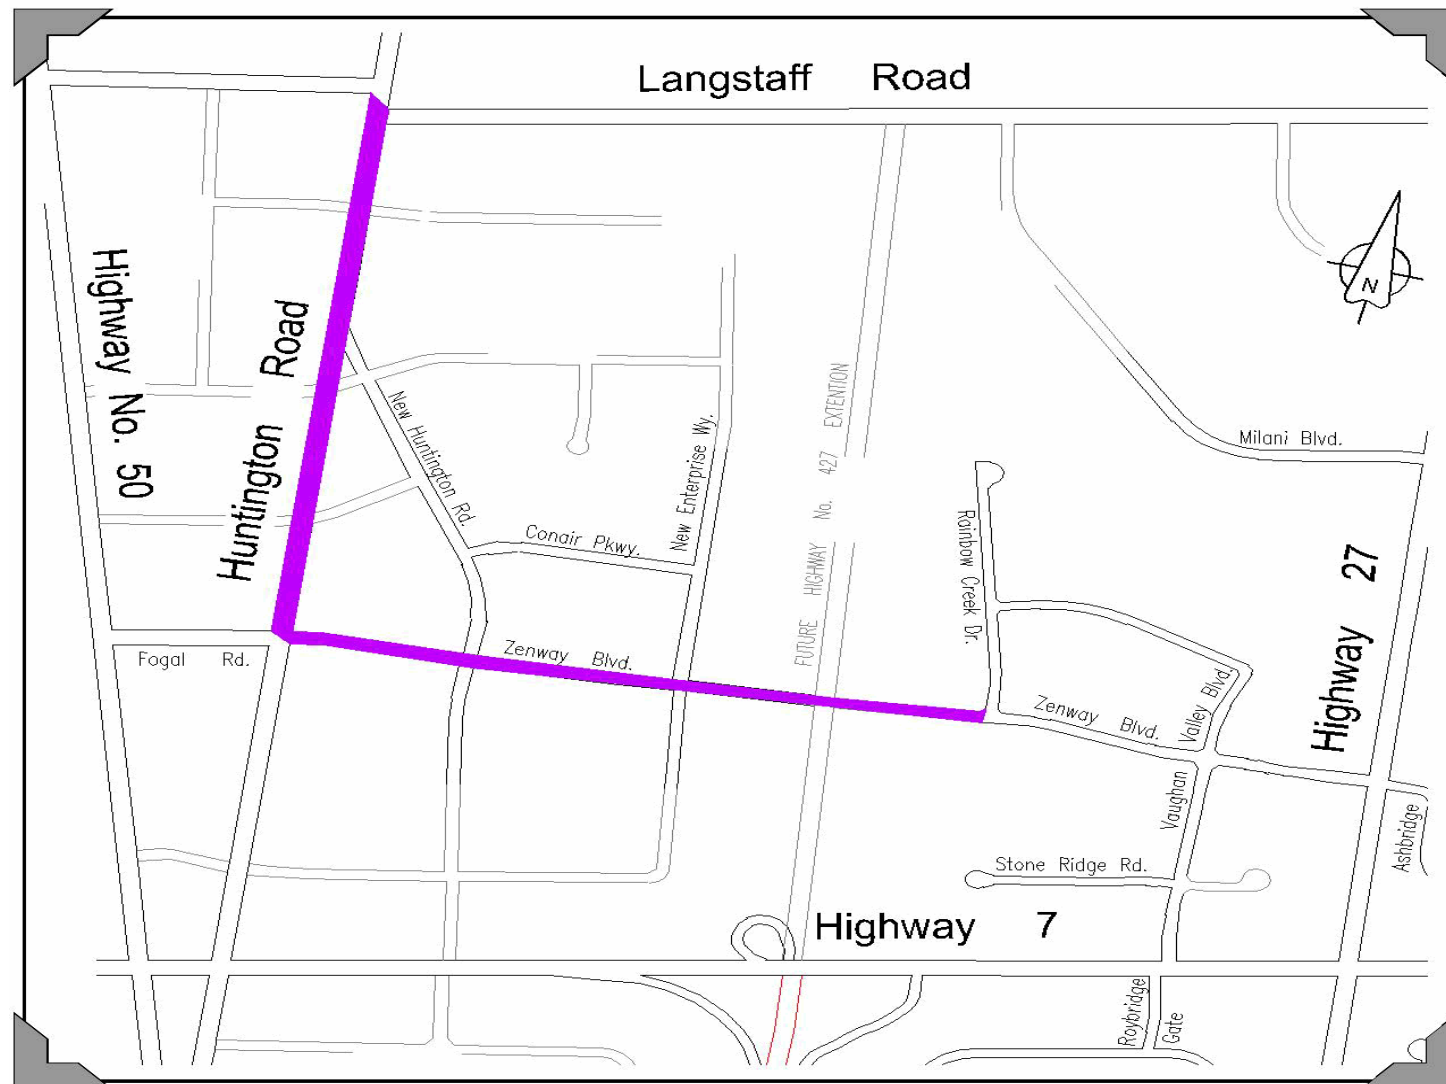 Langstaff Road
Highway No. 50
Huntington Road
N
New Huntington Rd.
Conair Pkwy.
New Enterprise Wy.
FUTURE HIGHWAY No. 427 EXTENTION
Milani Blvd.
Rainbow Creek Dr.
Highway 27
Fogal Rd.
Zenway Blvd.
Zenway Blvd.
Vaughan Valley Blvd.
Ashbridge
Stone Ridge Rd.
Highway 7
Roybridge
Gate